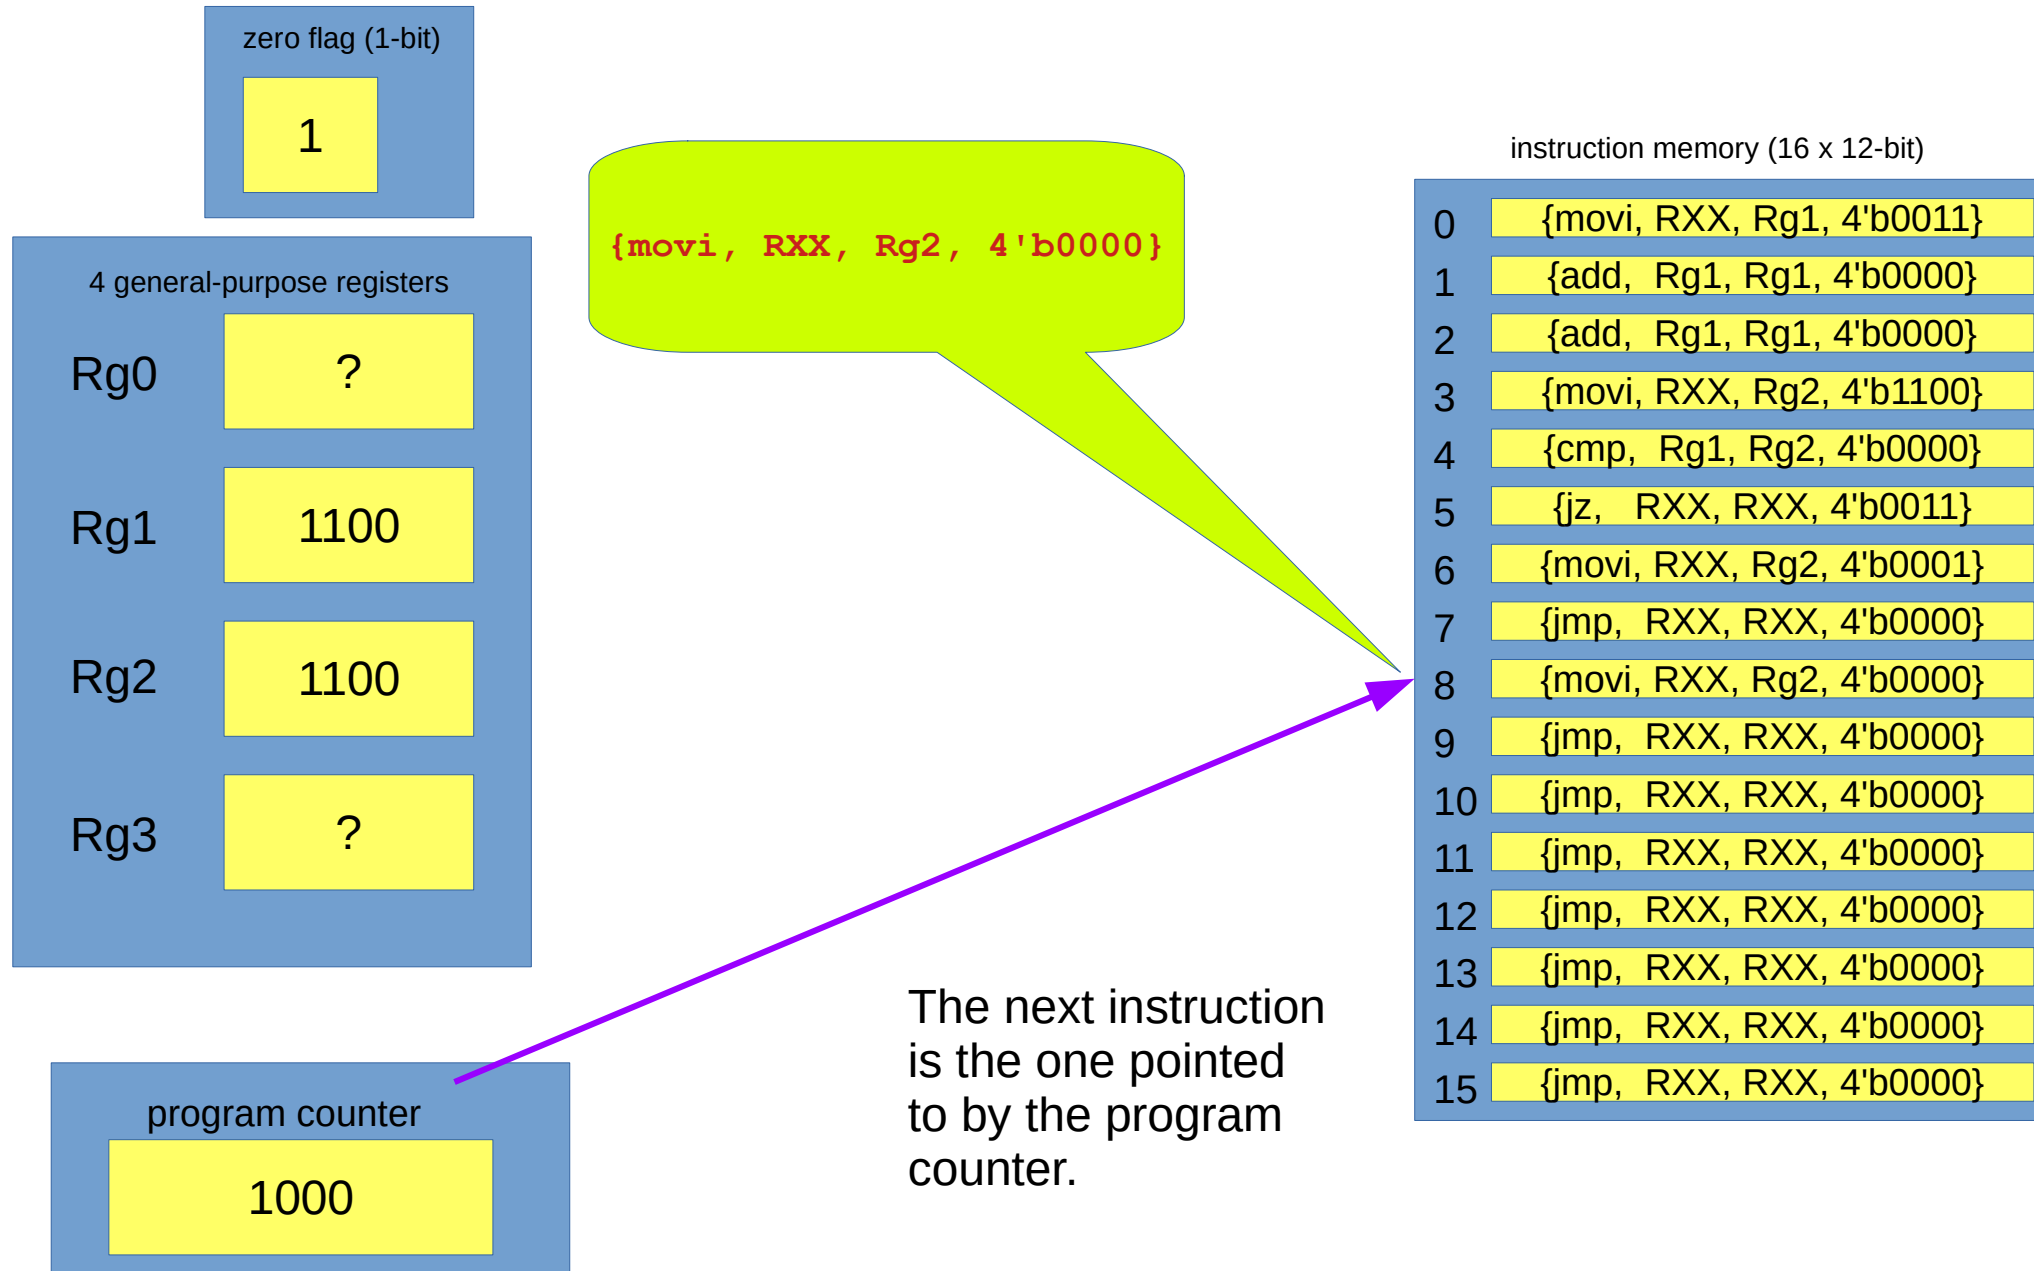 zero flag (1-bit)
1
4 general-purpose registers
Rg0 ?
Rg1 1100
Rg2 1100
Rg3 ?
program counter
1000
{movi, RXX, Rg2, 4'b0000}
The next instruction
is the one pointed
to by the program
counter.
instruction memory (16 x 12-bit)
0 {movi, RXX, Rg1, 4'b0011}
1 {add, Rg1, Rg1, 4'b0000}
2 {add, Rg1, Rg1, 4'b0000}
3 {movi, RXX, Rg2, 4'b1100}
4 {cmp, Rg1, Rg2, 4'b0000}
5 {jz, RXX, RXX, 4'b0011}
6 {movi, RXX, Rg2, 4'b0001}
7 {jmp, RXX, RXX, 4'b0000}
8 {movi, RXX, Rg2, 4'b0000}
9 {jmp, RXX, RXX, 4'b0000}
10 {jmp, RXX, RXX, 4'b0000}
11 {jmp, RXX, RXX, 4'b0000}
12 {jmp, RXX, RXX, 4'b0000}
13 {jmp, RXX, RXX, 4'b0000}
14 {jmp, RXX, RXX, 4'b0000}
15 {jmp, RXX, RXX, 4'b0000}